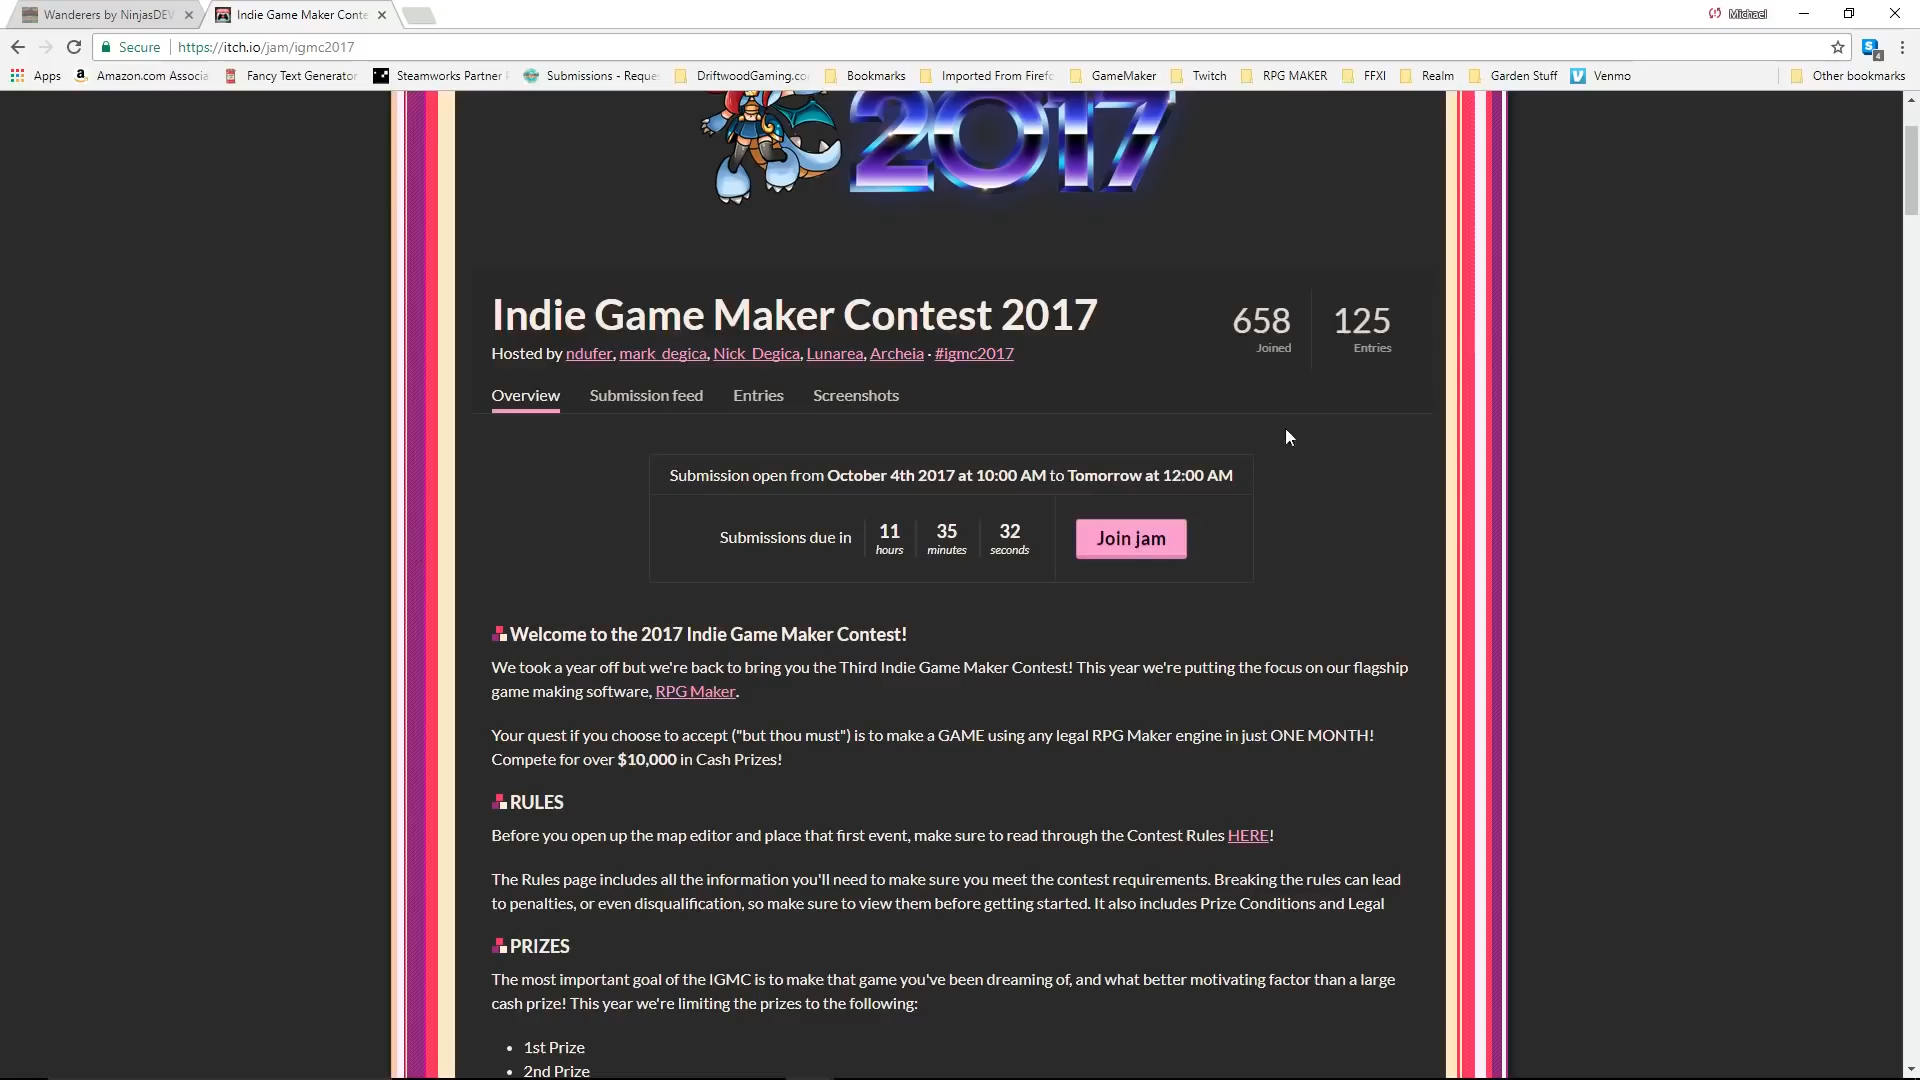 Wanderers by NinjasDEV
Indie Game Maker Conte
Michael
Secure https://itch.io/jam/igmc2017
4
Apps Amazon.com Associa Fancy Text Generator Steamworks Partner Submissions - Reque DriftwoodGaming.co Bookmarks Imported From Firefo GameMaker Twitch RPG MAKER FFXI Realm Garden Stuff Venmo Other bookmarks
2017
Indie Game Maker Contest 2017
658 Joined
125 Entries
Hosted by ndufer, mark_degica, Nick_Degica, Lunarea, Archeia · #igmc2017
Overview Submission feed Entries Screenshots
Submission open from October 4th 2017 at 10:00 AM to Tomorrow at 12:00 AM
Submissions due in 11 hours 35 minutes 32 seconds
Join jam
Welcome to the 2017 Indie Game Maker Contest!
We took a year off but we're back to bring you the Third Indie Game Maker Contest! This year we're putting the focus on our flagship
game making software, RPG Maker.
Your quest if you choose to accept ("but thou must") is to make a GAME using any legal RPG Maker engine in just ONE MONTH!
Compete for over $10,000 in Cash Prizes!
RULES
Before you open up the map editor and place that first event, make sure to read through the Contest Rules HERE!
The Rules page includes all the information you'll need to make sure you meet the contest requirements. Breaking the rules can lead
to penalties, or even disqualification, so make sure to view them before getting started. It also includes Prize Conditions and Legal
PRIZES
The most important goal of the IGMC is to make that game you've been dreaming of, and what better motivating factor than a large
cash prize! This year we're limiting the prizes to the following:
• 1st Prize
• 2nd Prize